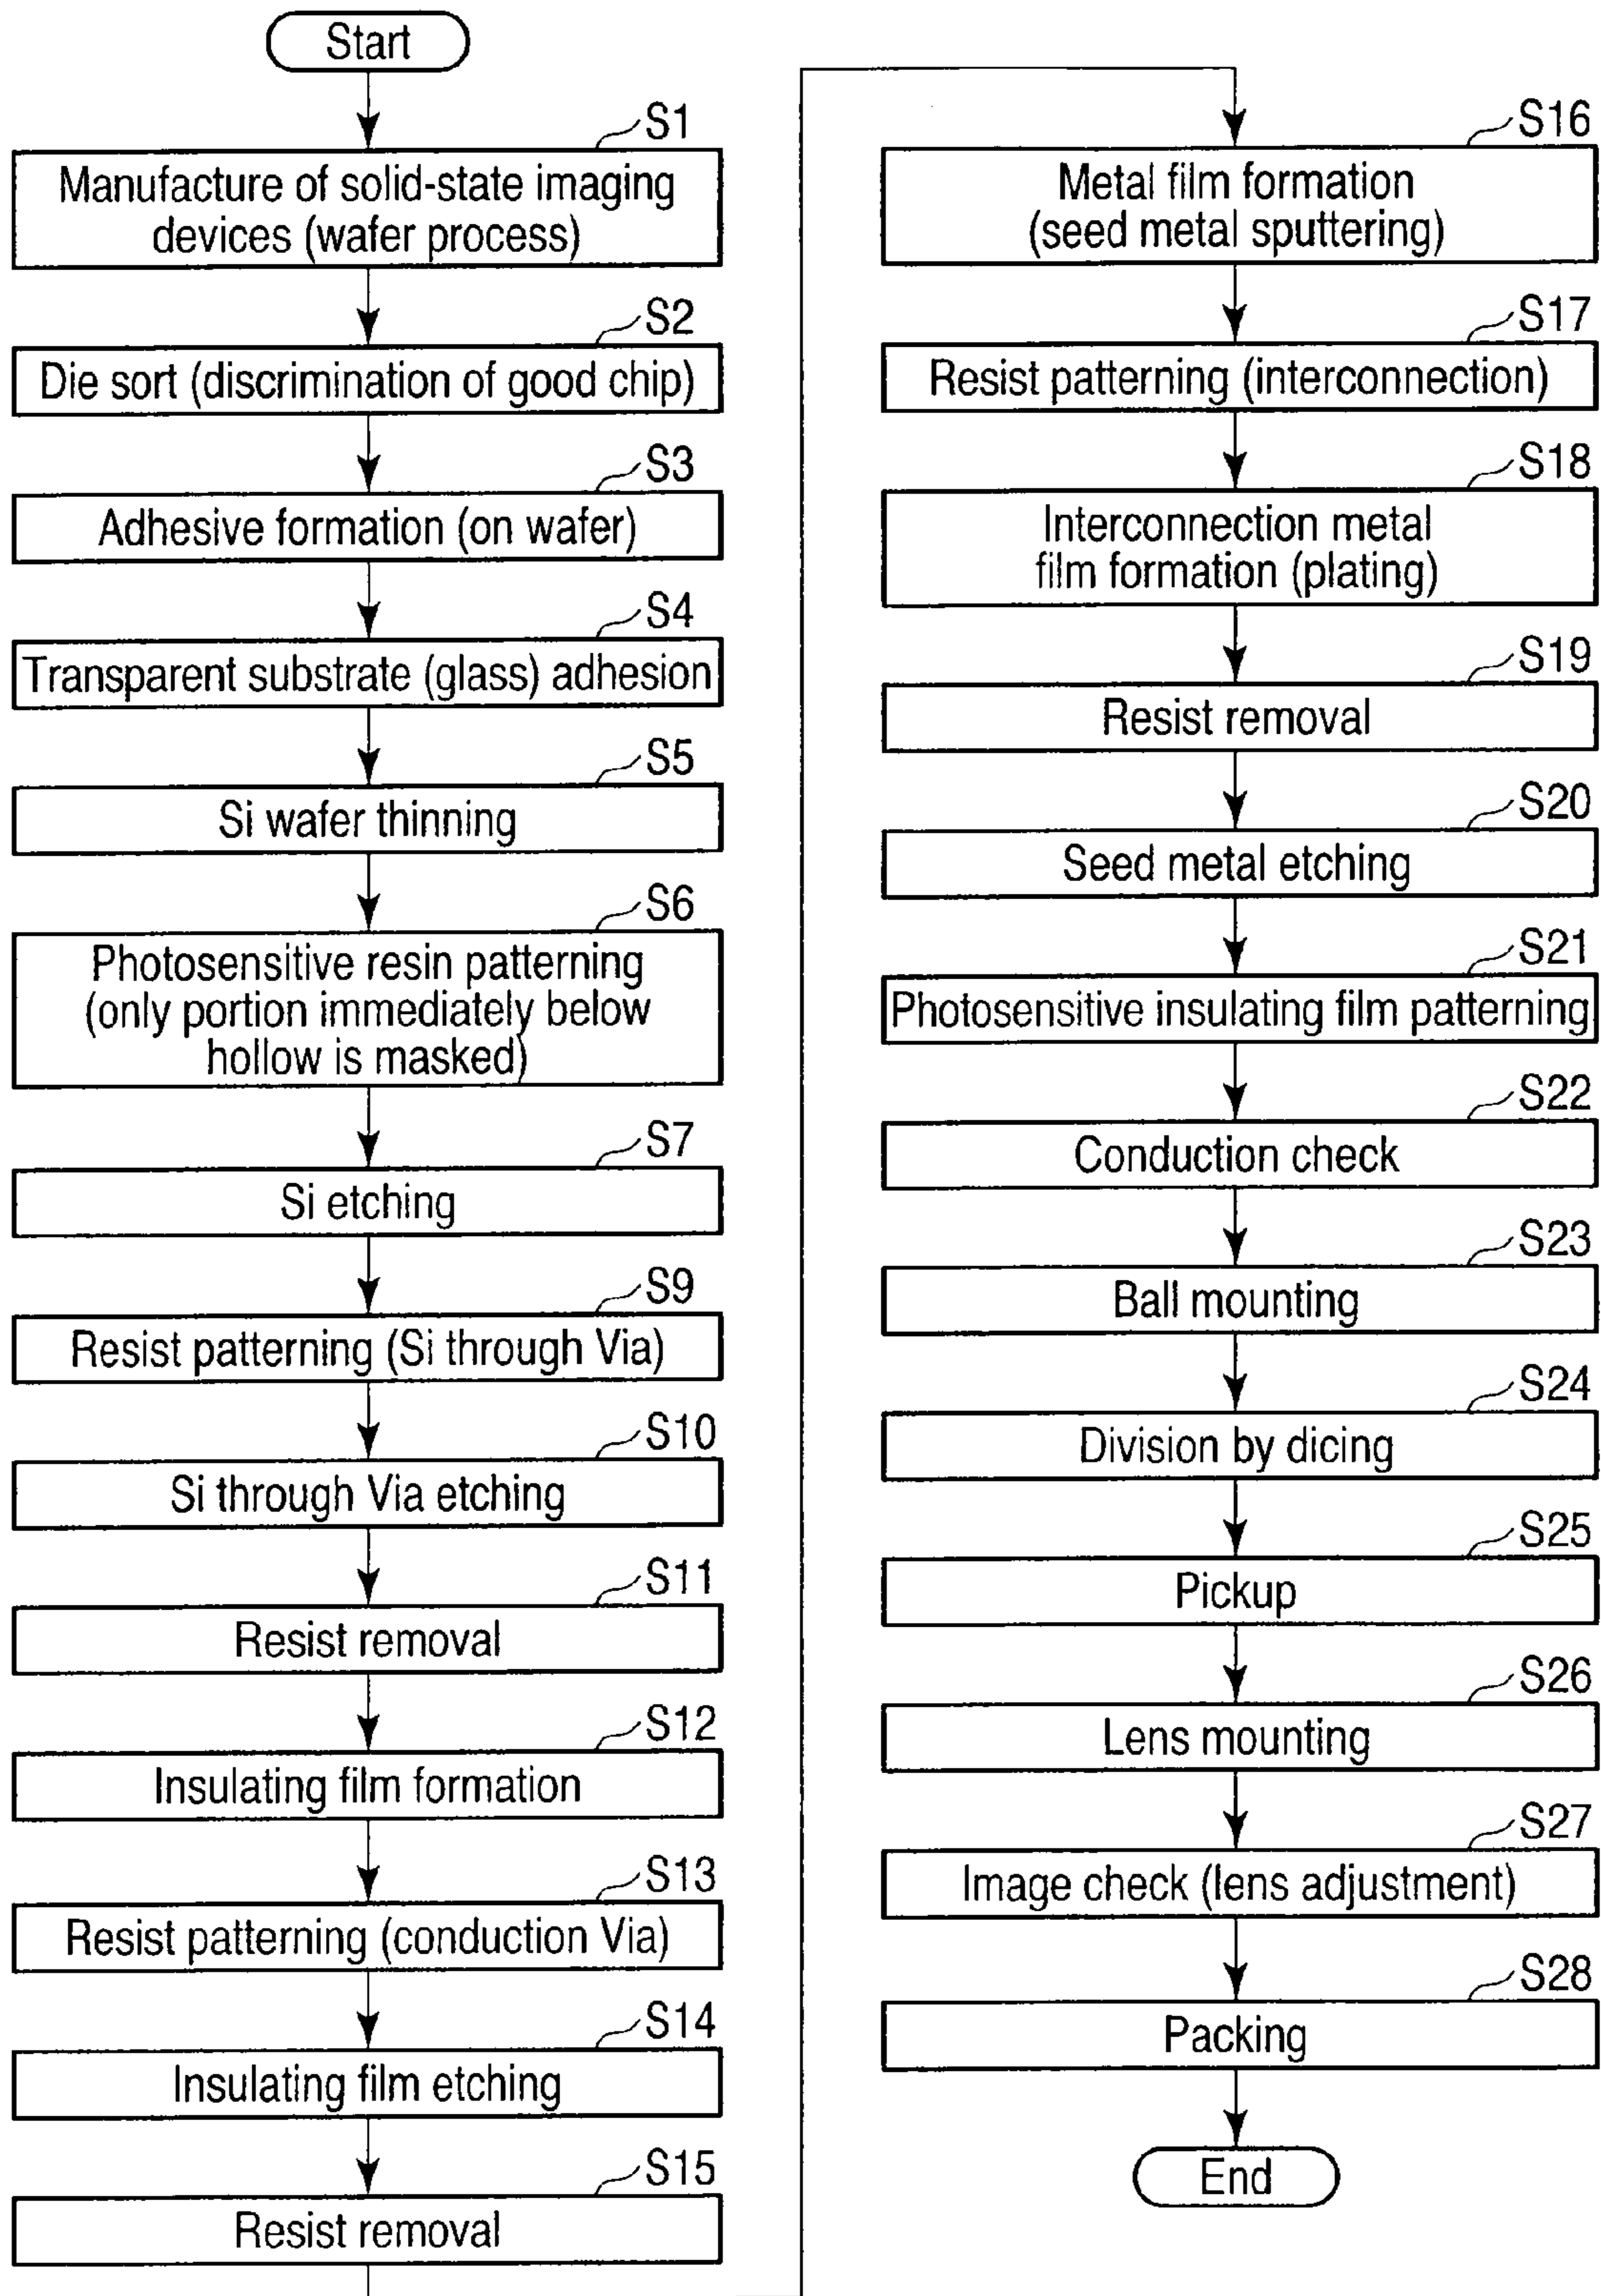 Start
S1
Manufacture of solid-state imaging
devices (wafer process)
S2
Die sort (discrimination of good chip)
S3
Adhesive formation (on wafer)
S4
Transparent substrate (glass) adhesion
S5
Si wafer thinning
S6
Photosensitive resin patterning
(only portion immediately below
hollow is masked)
S7
Si etching
S9
Resist patterning (Si through Via)
S10
Si through Via etching
S11
Resist removal
S12
Insulating film formation
S13
Resist patterning (conduction Via)
S14
Insulating film etching
S15
Resist removal
S16
Metal film formation
(seed metal sputtering)
S17
Resist patterning (interconnection)
S18
Interconnection metal
film formation (plating)
S19
Resist removal
S20
Seed metal etching
S21
Photosensitive insulating film patterning
S22
Conduction check
S23
Ball mounting
S24
Division by dicing
S25
Pickup
S26
Lens mounting
S27
Image check (lens adjustment)
S28
Packing
End